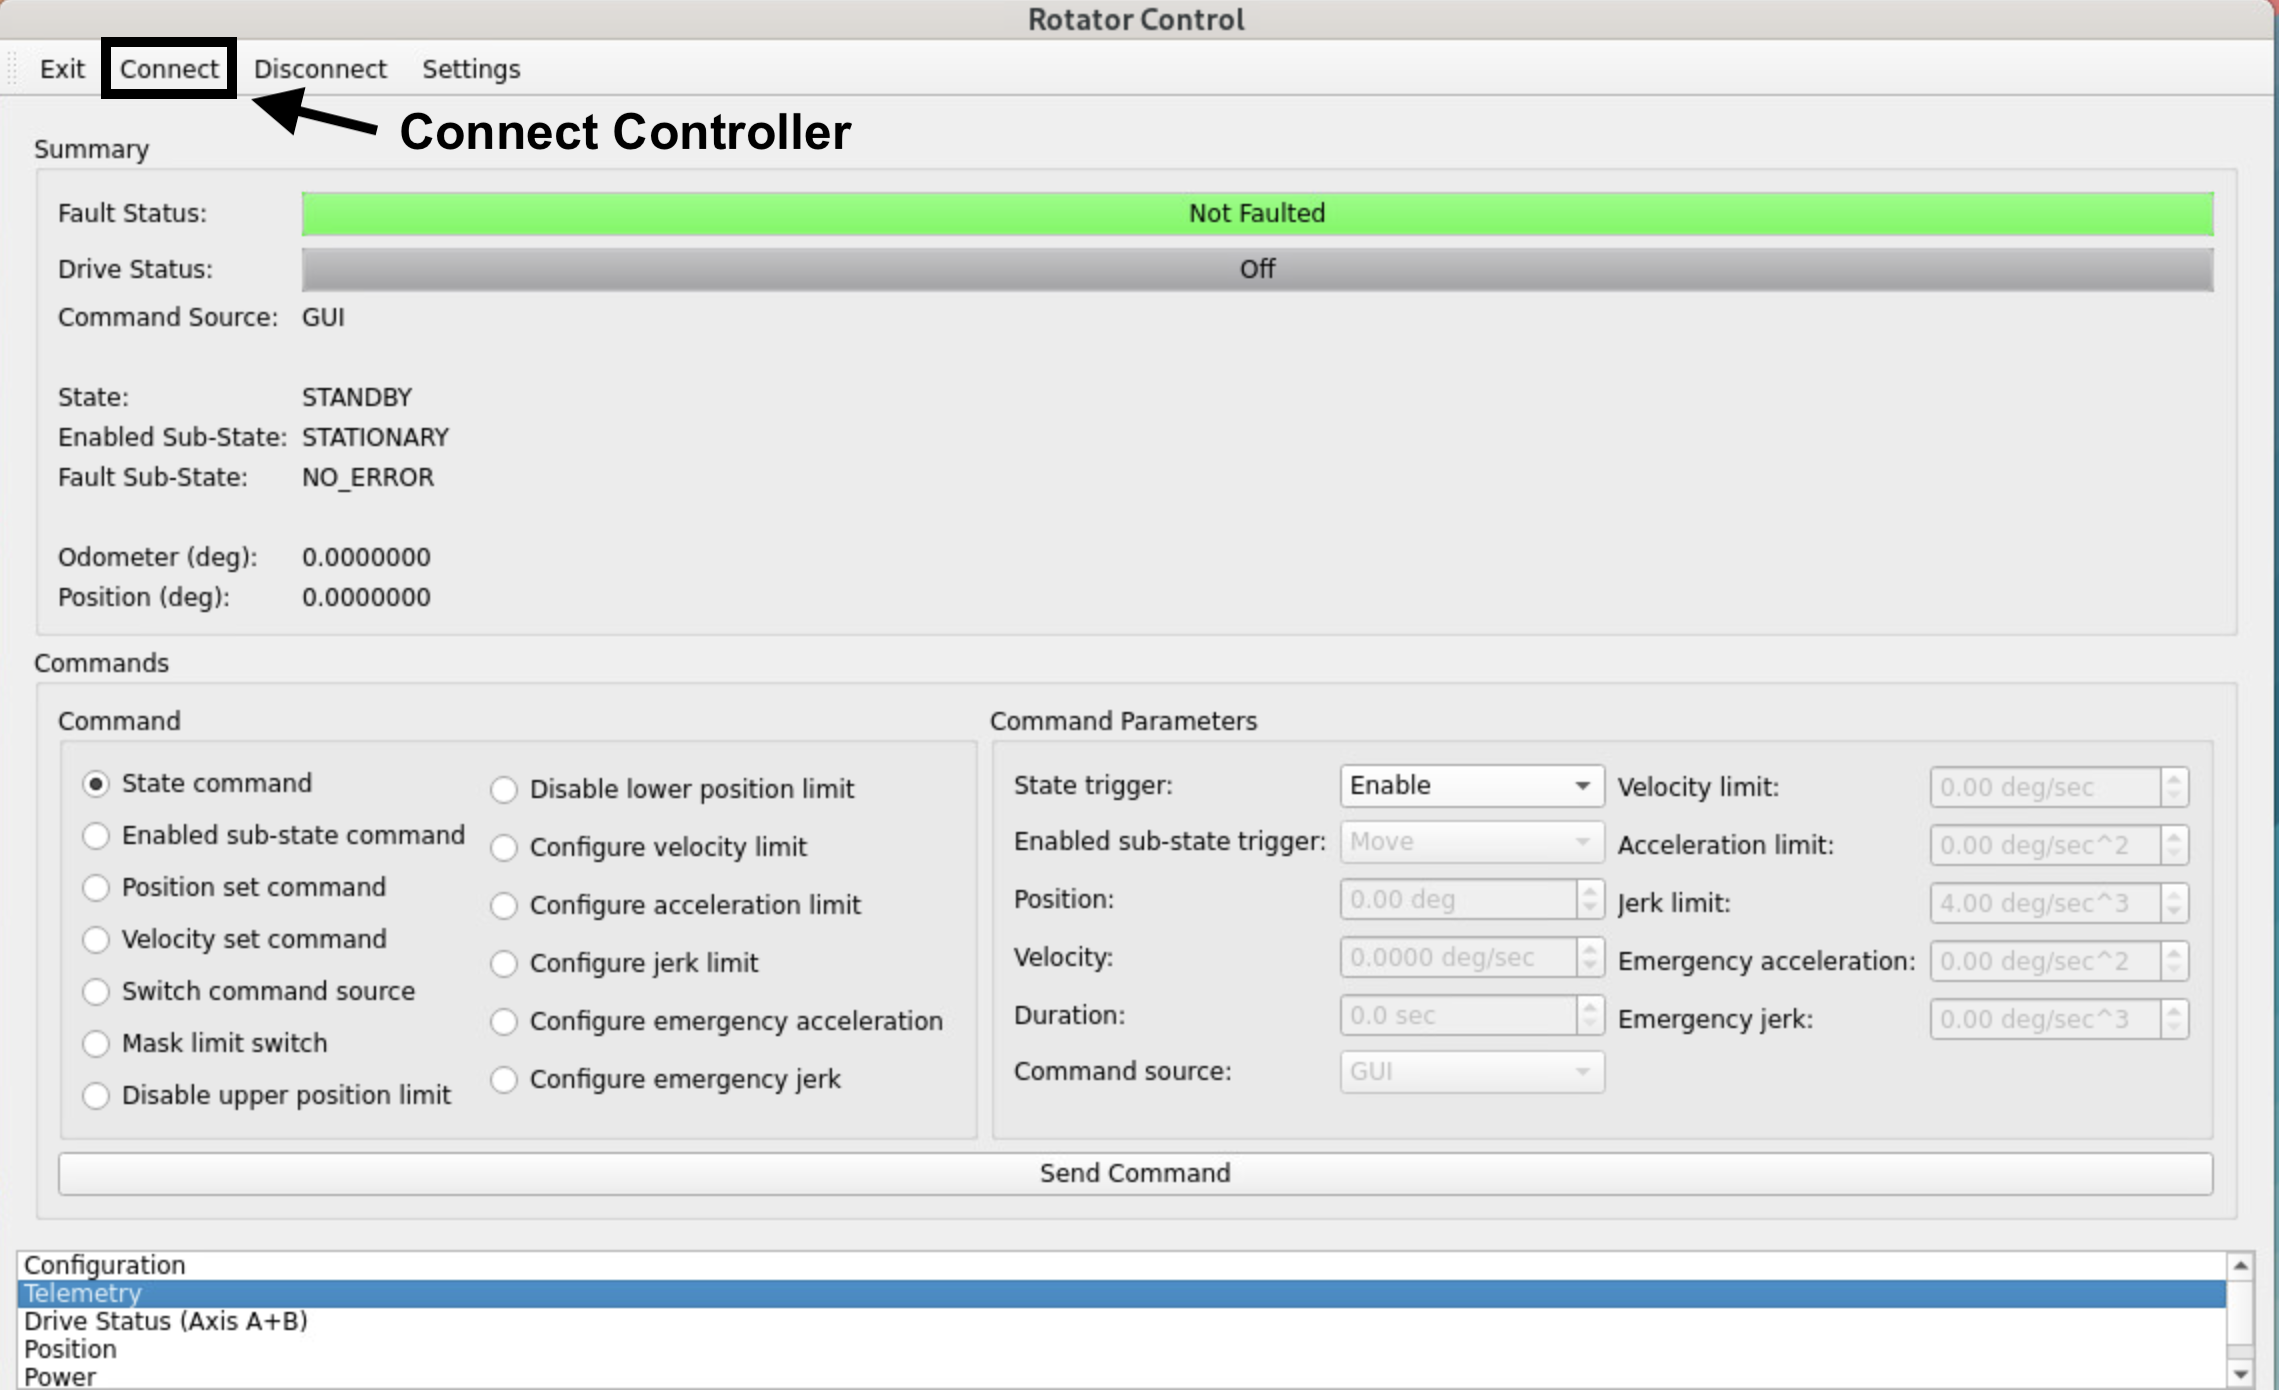 Rotator Control
Exit Connect Disconnect Settings
Connect Controller
Summary
Fault Status: Not Faulted
Drive Status: Off
Command Source: GUI
State: STANDBY
Enabled Sub-State: STATIONARY
Fault Sub-State: NO_ERROR
Odometer (deg): 0.0000000
Position (deg): 0.0000000
Commands
Command
State command
Enabled sub-state command
Position set command
Velocity set command
Switch command source
Mask limit switch
Disable upper position limit
Disable lower position limit
Configure velocity limit
Configure acceleration limit
Configure jerk limit
Configure emergency acceleration
Configure emergency jerk
Command Parameters
State trigger: Enable
Enabled sub-state trigger: Move
Position: 0.00 deg
Velocity: 0.0000 deg/sec
Duration: 0.0 sec
Command source: GUI
Velocity limit: 0.00 deg/sec
Acceleration limit: 0.00 deg/sec^2
Jerk limit: 4.00 deg/sec^3
Emergency acceleration: 0.00 deg/sec^2
Emergency jerk: 0.00 deg/sec^3
Send Command
Configuration
Telemetry
Drive Status (Axis A+B)
Position
Power